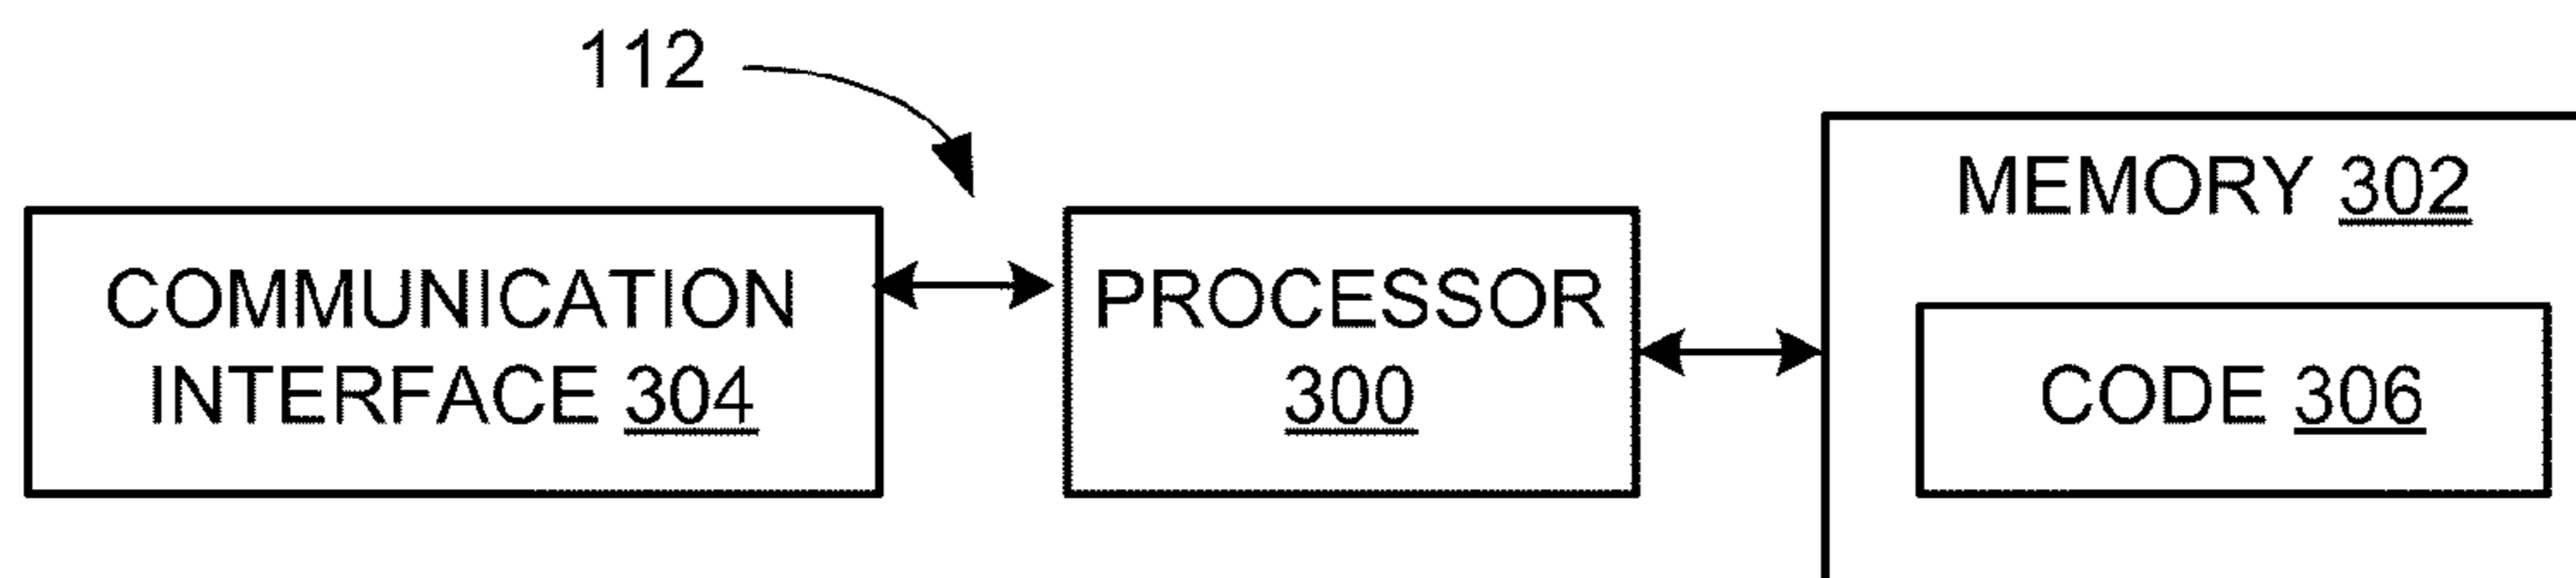 112
COMMUNICATION
INTERFACE 304
PROCESSOR
300
MEMORY 302
CODE 306